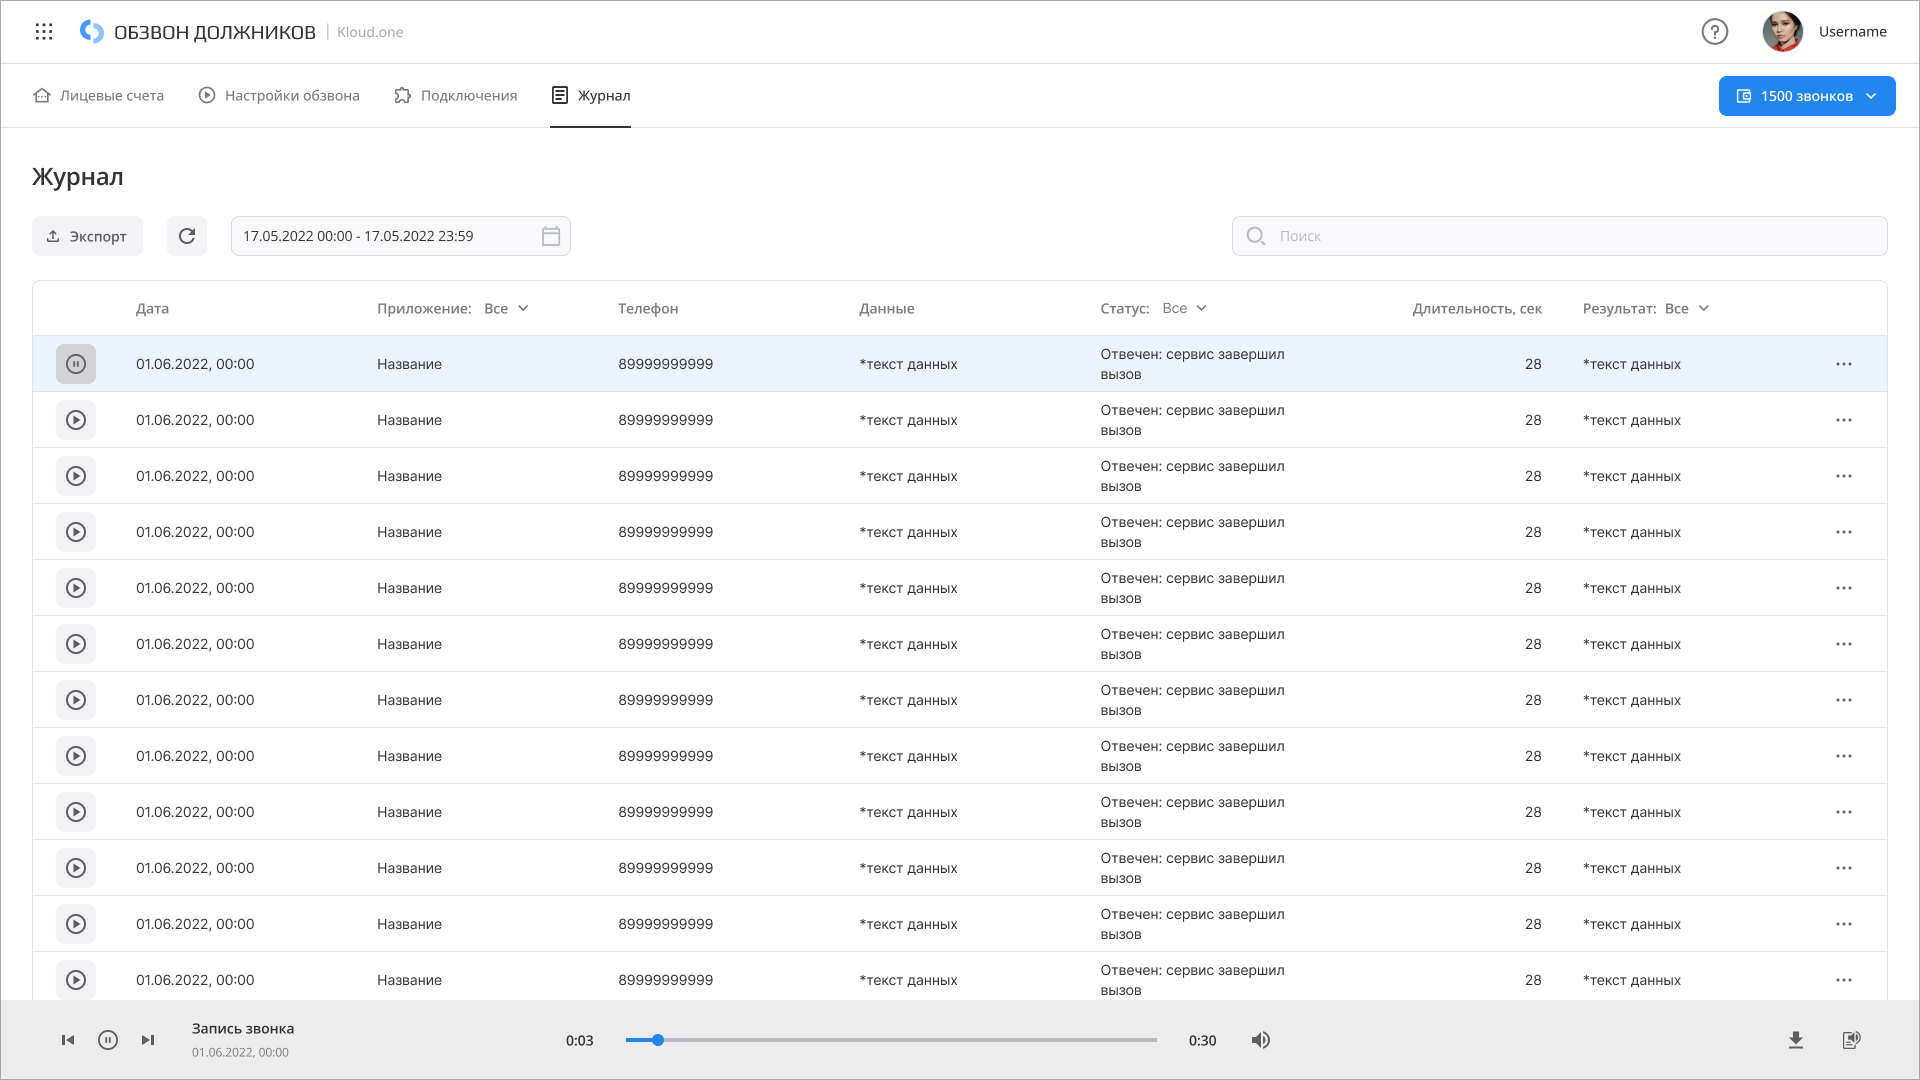 ОБЗВОН ДОЛЖНИКОВ | Kloud.one
Username
Лицевые счета
Настройки обзвона
Подключения
Журнал
1500 звонков
Журнал
Экспорт
17.05.2022 00:00 - 17.05.2022 23:59
Поиск
Дата Приложение: Все Телефон Данные Статус: Все Длительность, сек Результат: Все
01.06.2022, 00:00 Название 89999999999 *текст данных Отвечен: сервис завершил
вызов 28 *текст данных
01.06.2022, 00:00 Название 89999999999 *текст данных Отвечен: сервис завершил
вызов 28 *текст данных
01.06.2022, 00:00 Название 89999999999 *текст данных Отвечен: сервис завершил
вызов 28 *текст данных
01.06.2022, 00:00 Название 89999999999 *текст данных Отвечен: сервис завершил
вызов 28 *текст данных
01.06.2022, 00:00 Название 89999999999 *текст данных Отвечен: сервис завершил
вызов 28 *текст данных
01.06.2022, 00:00 Название 89999999999 *текст данных Отвечен: сервис завершил
вызов 28 *текст данных
01.06.2022, 00:00 Название 89999999999 *текст данных Отвечен: сервис завершил
вызов 28 *текст данных
01.06.2022, 00:00 Название 89999999999 *текст данных Отвечен: сервис завершил
вызов 28 *текст данных
01.06.2022, 00:00 Название 89999999999 *текст данных Отвечен: сервис завершил
вызов 28 *текст данных
01.06.2022, 00:00 Название 89999999999 *текст данных Отвечен: сервис завершил
вызов 28 *текст данных
01.06.2022, 00:00 Название 89999999999 *текст данных Отвечен: сервис завершил
вызов 28 *текст данных
01.06.2022, 00:00 Название 89999999999 *текст данных Отвечен: сервис завершил
вызов 28 *текст данных
Запись звонка
01.06.2022, 00:00
0:03
0:30